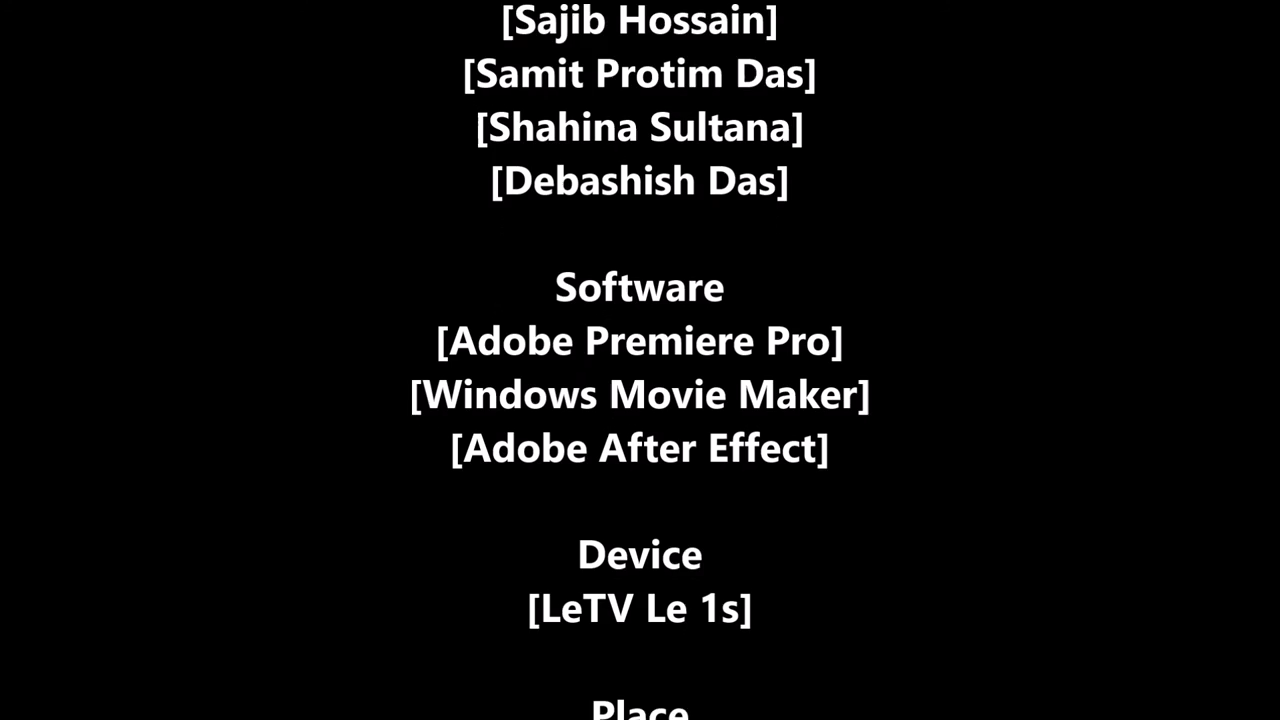 [Sajib Hossain]
[Samit Protim Das]
[Shahina Sultana]
[Debashish Das]
Software
[Adobe Premiere Pro]
[Windows Movie Maker]
[Adobe After Effect]
Device
[LeTV Le 1s]
Place